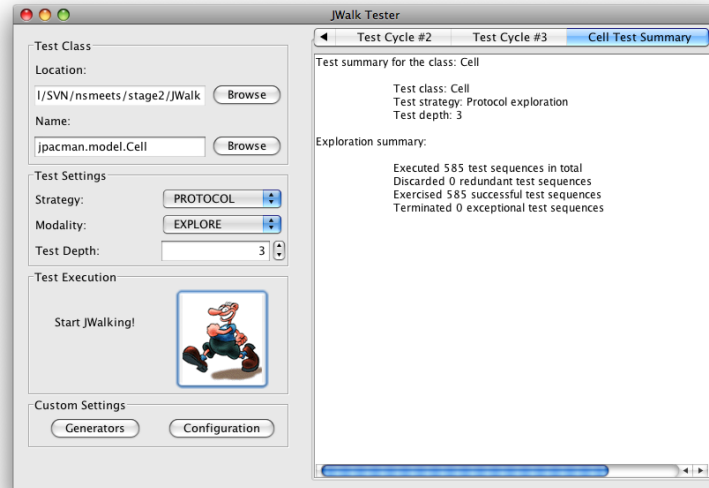 JWalk Tester
Test Class
Location:
l/SVN/nsmeets/stage2/JWalk
Browse
Name:
jpacman.model.Cell
Browse
Test Settings
Strategy:
PROTOCOL
Modality:
EXPLORE
Test Depth:
3
Test Execution
Start JWalking!
Custom Settings
Generators
Configuration
Test Cycle #2
Test Cycle #3
Cell Test Summary
Test summary for the class: Cell
Test class: Cell
Test strategy: Protocol exploration
Test depth: 3
Exploration summary:
Executed 585 test sequences in total
Discarded 0 redundant test sequences
Exercised 585 successful test sequences
Terminated 0 exceptional test sequences